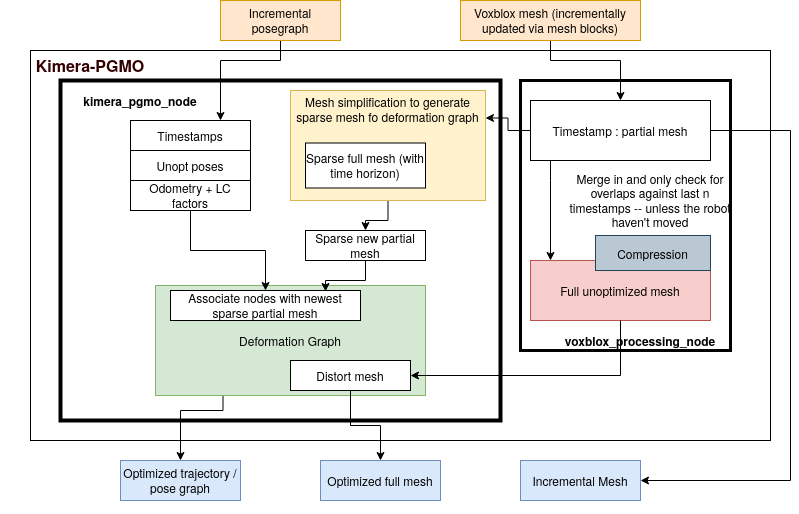 Incremental
posegraph
Voxblox mesh (incrementally
updated via mesh blocks)
Kimera-PGMO
kimera_pgmo_node
Timestamps
Unopt poses
Odometry + LC
factors
Mesh simplification to generate
sparse mesh fo deformation graph
Sparse full mesh (with
time horizon)
Sparse new partial
mesh
Associate nodes with newest
sparse partial mesh
Deformation Graph
Distort mesh
Timestamp : partial mesh
Merge in and only check for
overlaps against last n
timestamps -- unless the robot
haven't moved
Compression
Full unoptimized mesh
voxblox_processing_node
Optimized trajectory /
pose graph
Optimized full mesh
Incremental Mesh